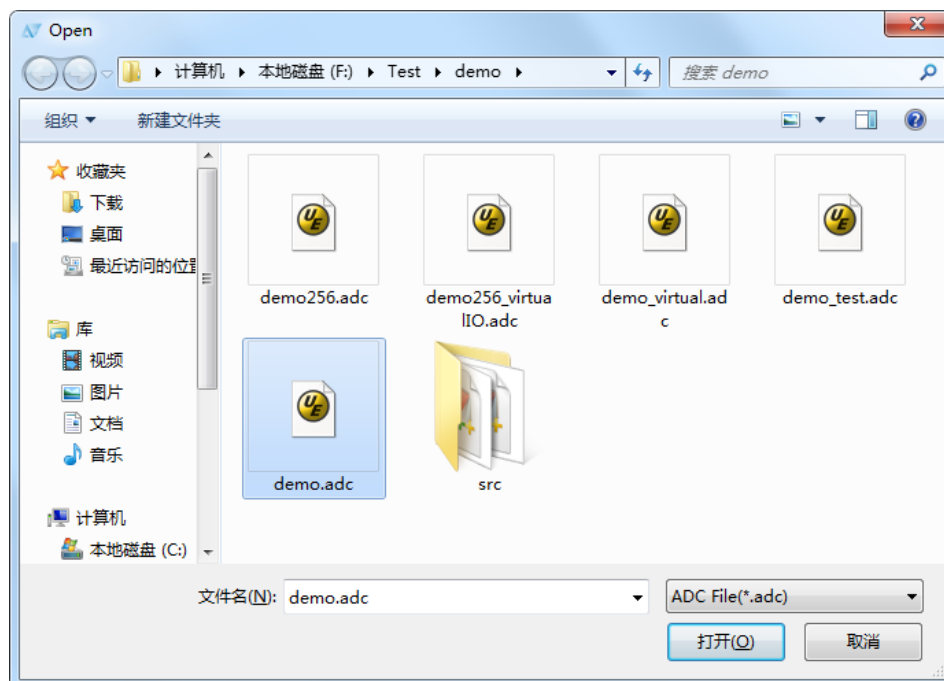 Open
计算机 本地磁盘 (F:) Test demo 搜索 demo
组织 新建文件夹
收藏夹
下载
桌面
最近访问的位置
库
视频
图片
文档
音乐
计算机
本地磁盘 (C:)
demo256.adc
demo256_virtua
lIO.adc
demo_virtual.ad
c
demo_test.adc
demo.adc
src
文件名(N): demo.adc ADC File(*.adc)
打开(O) 取消